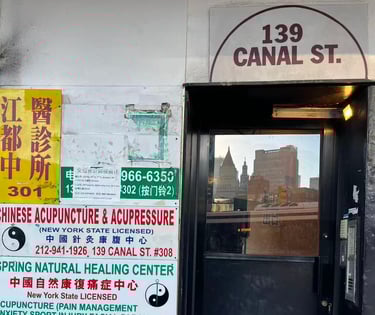 139
CANAL ST.
江都中
醫診所
301
966-6350
302 (按门铃2)
CHINESE ACUPUNCTURE & ACUPRESSURE
(NEW YORK STATE LICENSED)
中國針灸康腹中心
212-941-1926, 139 CANAL ST. #308
SPRING NATURAL HEALING CENTER
中國自然康復痛症中心
New York State LICENSED
ACUPUNCTURE (PAIN MANAGEMENT